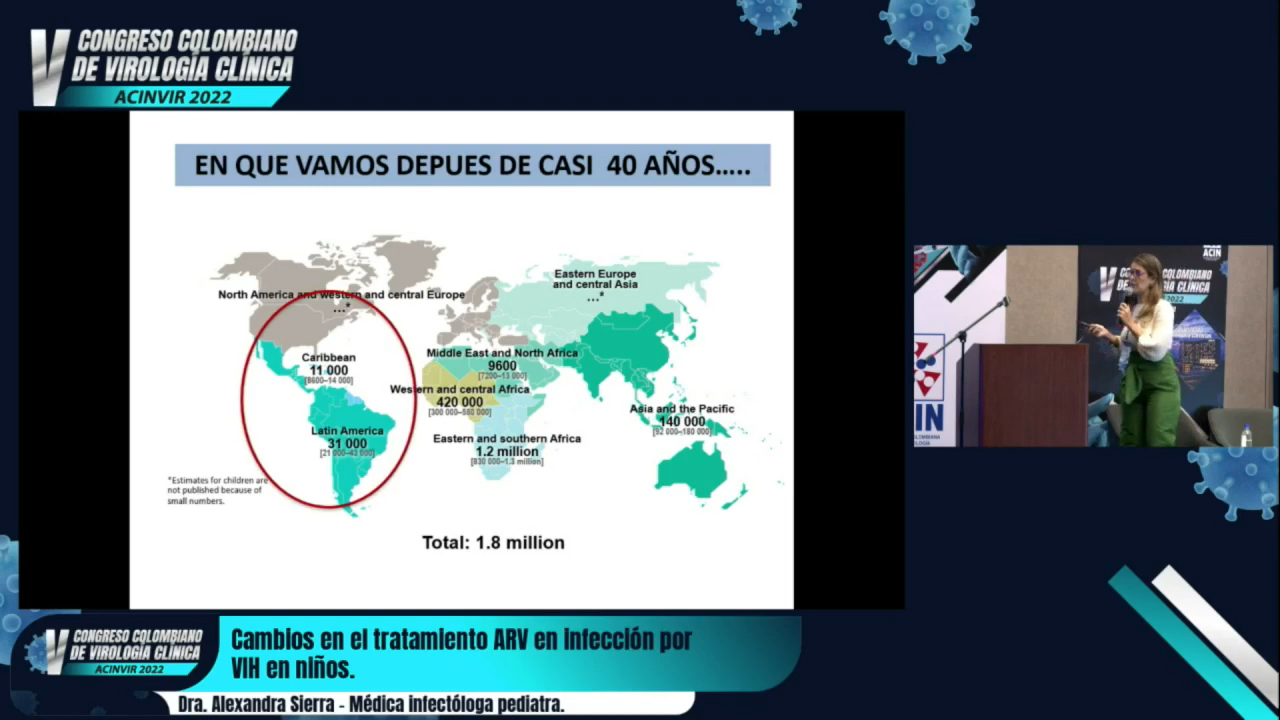 V CONGRESO COLOMBIANO
DE VIROLOGÍA CLÍNICA
ACINVIR 2022
EN QUE VAMOS DEPUES DE CASI 40 AÑOS.....
Eastern Europe
and central Asia
...*
North America and western and central Europe
...*
Caribbean
11 000
[8600–14 000]
Middle East and North Africa
9600
[7200–13 000]
Western and central Africa
420 000
[300 000–580 000]
Asia and the Pacific
140 000
[92 000–180 000]
Latin America
31 000
[21 000–43 000]
Eastern and southern Africa
1.2 million
[830 000–1.3 million]
*Estimates for children are
not published because of
small numbers.
Total: 1.8 million
ACIN
V CONGRESO COLOMBIANO
DE VIROLOGÍA CLÍNICA
ACINVIR 2022
Cambios en el tratamiento ARV en infección por
VIH en niños.
Dra. Alexandra Sierra - Médica infectóloga pediatra.